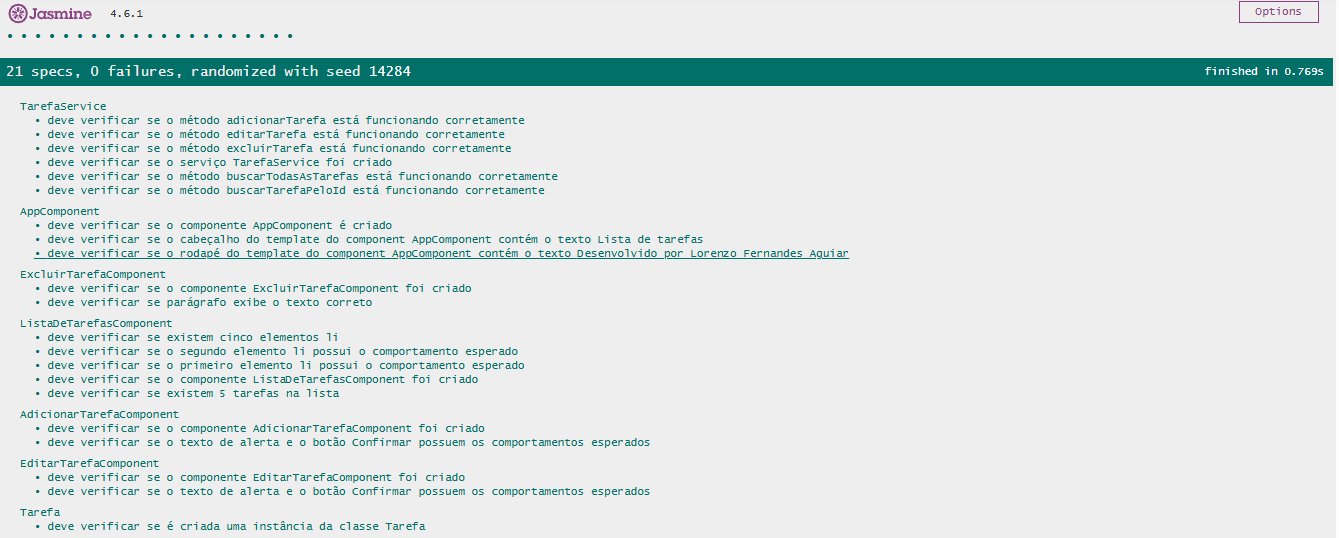 Jasmine 4.6.1 Options
• • • • • • • • • • • • • • • • • • • • •
21 specs, 0 failures, randomized with seed 14284 finished in 0.769s
TarefaService
• deve verificar se o método adicionarTarefa está funcionando corretamente
• deve verificar se o método editarTarefa está funcionando corretamente
• deve verificar se o método excluirTarefa está funcionando corretamente
• deve verificar se o serviço TarefaService foi criado
• deve verificar se o método buscarTodasAsTarefas está funcionando corretamente
• deve verificar se o método buscarTarefaPeloId está funcionando corretamente
AppComponent
• deve verificar se o componente AppComponent é criado
• deve verificar se o cabeçalho do template do component AppComponent contém o texto Lista de tarefas
• deve verificar se o rodapé do template do component AppComponent contém o texto Desenvolvido por Lorenzo Fernandes Aguiar
ExcluirTarefaComponent
• deve verificar se o componente ExcluirTarefaComponent foi criado
• deve verificar se parágrafo exibe o texto correto
ListaDeTarefasComponent
• deve verificar se existem cinco elementos li
• deve verificar se o segundo elemento li possui o comportamento esperado
• deve verificar se o primeiro elemento li possui o comportamento esperado
• deve verificar se o componente ListaDeTarefasComponent foi criado
• deve verificar se existem 5 tarefas na lista
AdicionarTarefaComponent
• deve verificar se o componente AdicionarTarefaComponent foi criado
• deve verificar se o texto de alerta e o botão Confirmar possuem os comportamentos esperados
EditarTarefaComponent
• deve verificar se o componente EditarTarefaComponent foi criado
• deve verificar se o texto de alerta e o botão Confirmar possuem os comportamentos esperados
Tarefa
• deve verificar se é criada uma instância da classe Tarefa